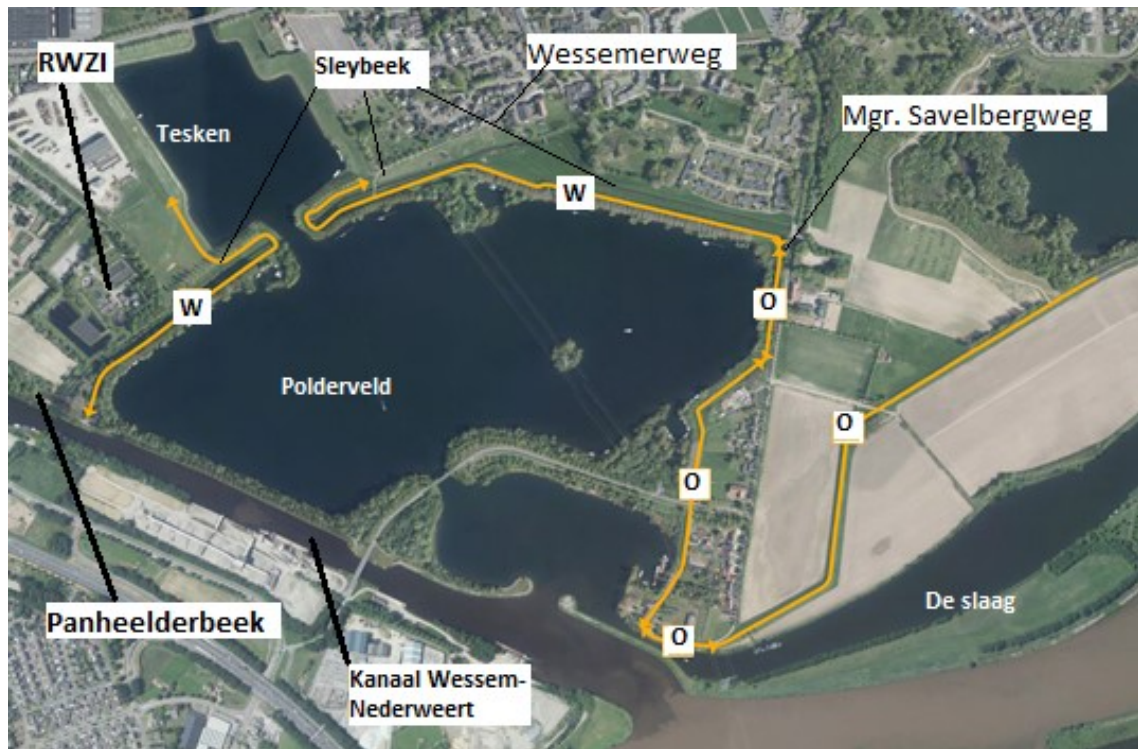 RWZI
Sleybeek
Wessemerweg
Mgr. Savelbergweg
Tesken
W
W
O
O
O
O
Polderveld
De slaag
Panheelderbeek
Kanaal Wessem-
Nederweert